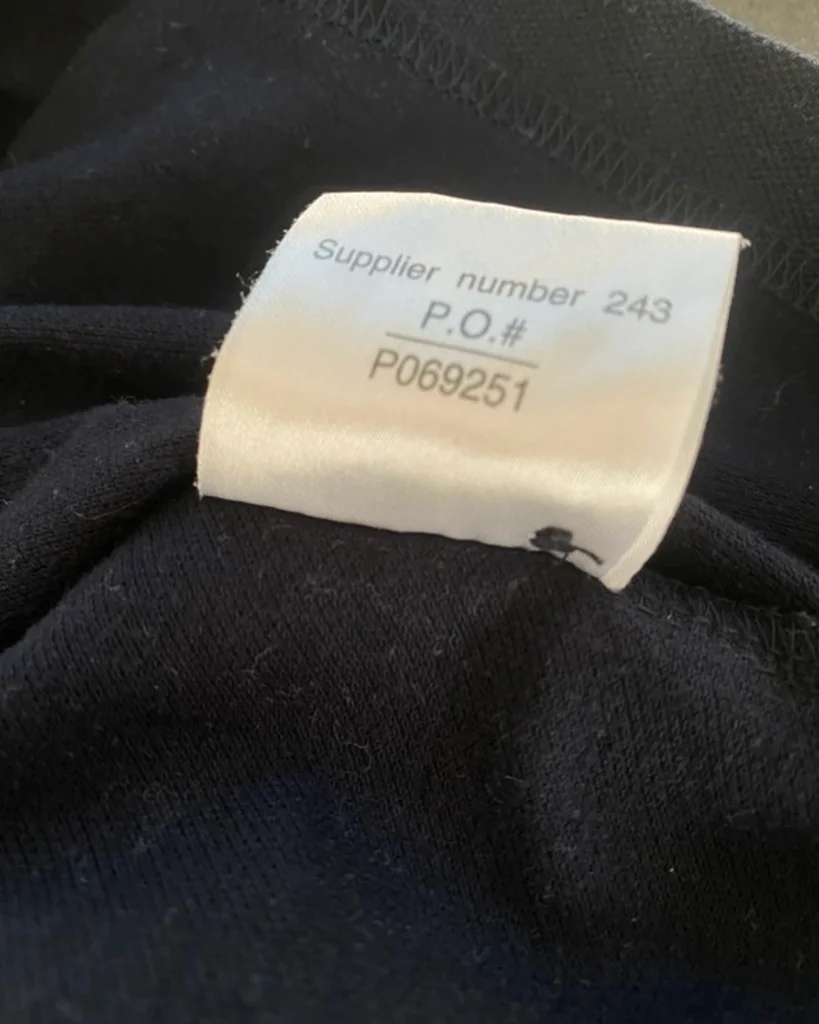 Supplier number 243
P.O.#
P069251